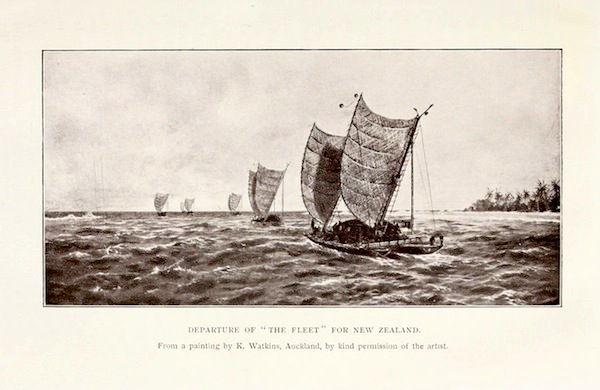 DEPARTURE OF "THE FLEET" FOR NEW ZEALAND.
From a painting by K. Watkins, Auckland, by kind permission of the artist.